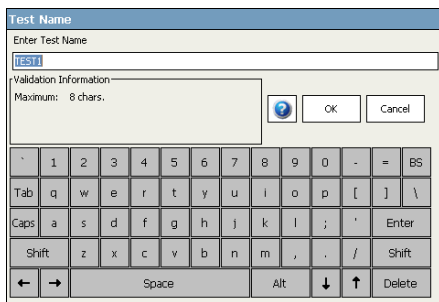 Test Name
Enter Test Name
TEST1
Validation Information
Maximum: 8 chars.
? OK Cancel
` 1 2 3 4 5 6 7 8 9 0 - = BS
Tab q w e r t y u i o p [ ] \
Caps a s d f g h j k l ; ' Enter
Shift z x c v b n m , . / Shift
← → Space Alt ↓ ↑ Delete